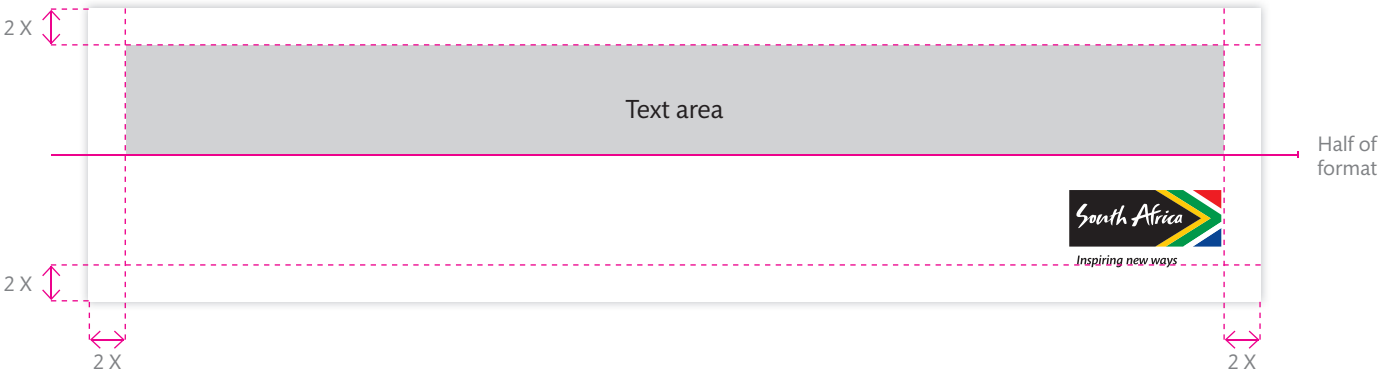 2 X
Text area
Half of
format
South Africa
Inspiring new ways
2 X
2 X
2 X